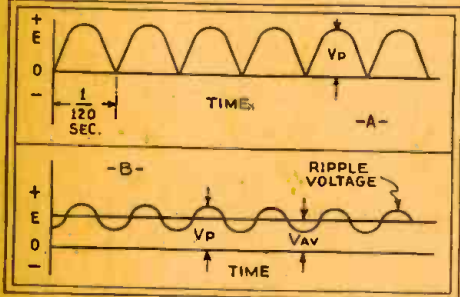 +
E
0
-
1
120
SEC.
TIME
Vp
-A-
-B-
RIPPLE
VOLTAGE
+
E
0
-
Vp
VAV
TIME